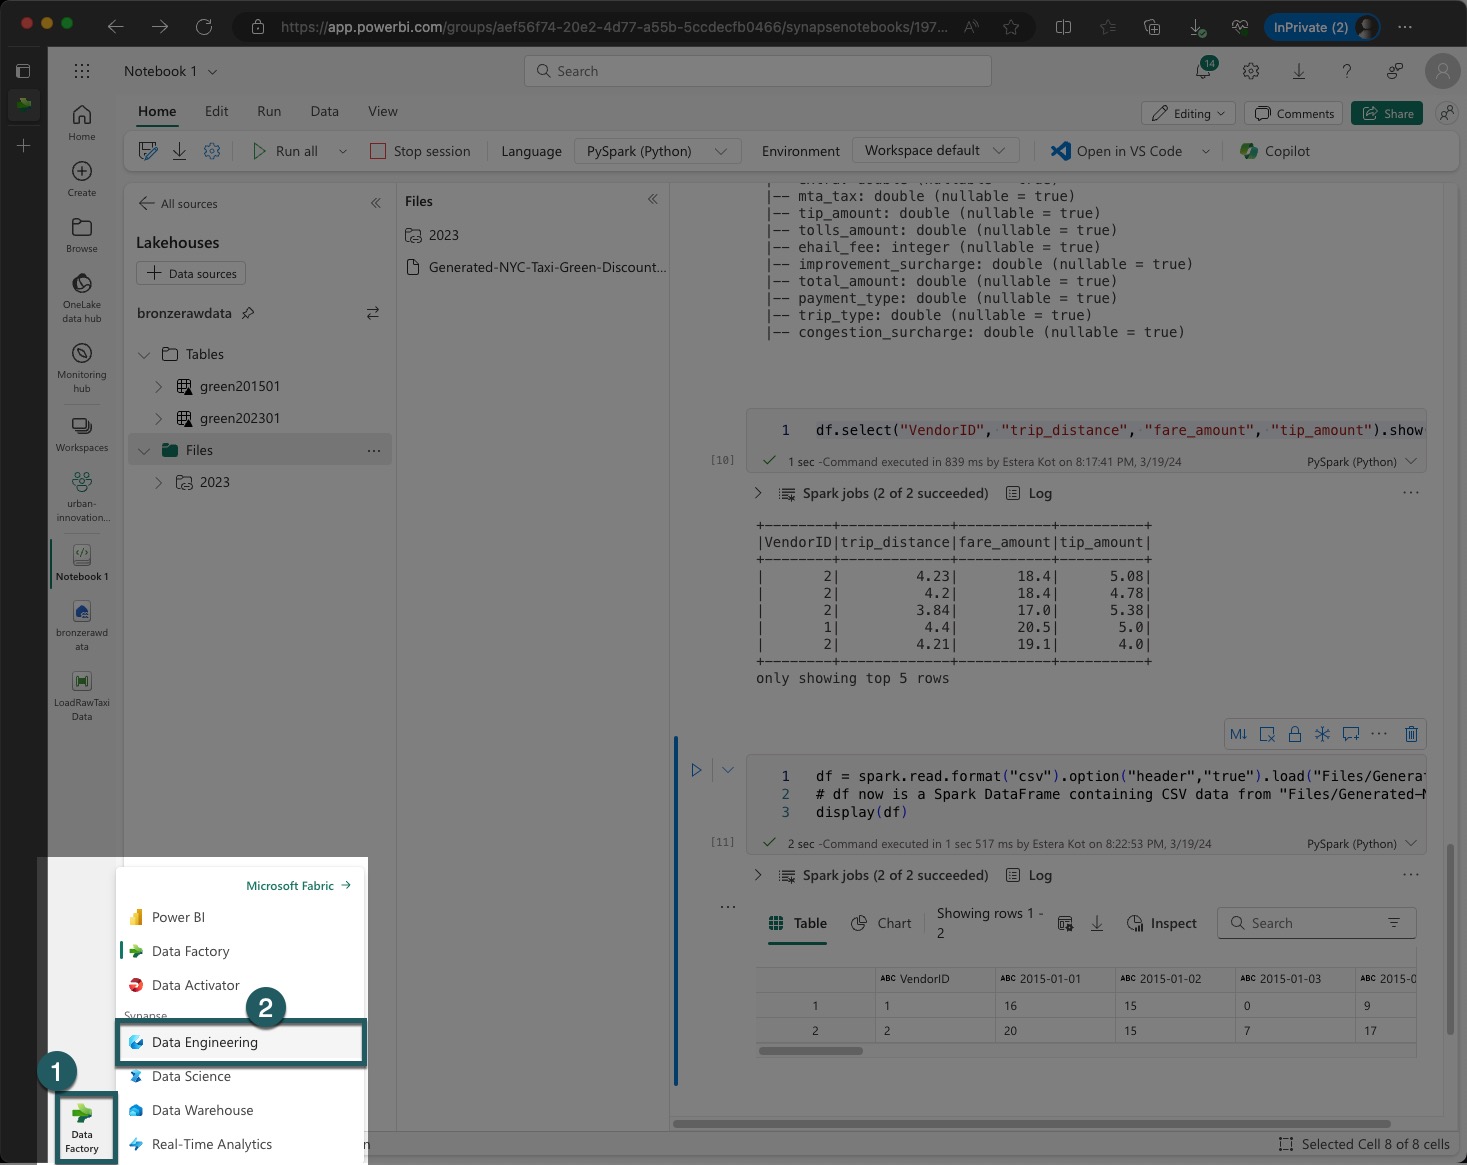 https://app.powerbi.com/groups/aef56f74-20e2-4d77-a55b-5ccdecfb0466/synapsenotebooks/197...
InPrivate (2)
Notebook 1
Search
14
Home
Edit
Run
Data
View
Editing
Comments
Share
Run all
Stop session
Language
PySpark (Python)
Environment
Workspace default
Open in VS Code
Copilot
Home
Create
Browse
OneLake
data hub
Monitoring
hub
Workspaces
urban-
innovation...
Notebook 1
bronzerawd
ata
LoadRawTaxi
Data
All sources
Lakehouses
Data sources
bronzerawdata
Tables
green201501
green202301
Files
2023
Files
2023
Generated-NYC-Taxi-Green-Discount...
|-- mta_tax: double (nullable = true)
|-- tip_amount: double (nullable = true)
|-- tolls_amount: double (nullable = true)
|-- ehail_fee: integer (nullable = true)
|-- improvement_surcharge: double (nullable = true)
|-- total_amount: double (nullable = true)
|-- payment_type: double (nullable = true)
|-- trip_type: double (nullable = true)
|-- congestion_surcharge: double (nullable = true)
1 df.select("VendorID", "trip_distance", "fare_amount", "tip_amount").show
[10] 1 sec -Command executed in 839 ms by Estera Kot on 8:17:41 PM, 3/19/24 PySpark (Python)
Spark jobs (2 of 2 succeeded) Log
+--------+-------------+-----------+----------+
|VendorID|trip_distance|fare_amount|tip_amount|
+--------+-------------+-----------+----------+
| 2| 4.23| 18.4| 5.08|
| 2| 4.2| 18.4| 4.78|
| 2| 3.84| 17.0| 5.38|
| 1| 4.4| 20.5| 5.0|
| 2| 4.21| 19.1| 4.0|
+--------+-------------+-----------+----------+
only showing top 5 rows
M↓
1 df = spark.read.format("csv").option("header","true").load("Files/Generat
2 # df now is a Spark DataFrame containing CSV data from "Files/Generated-N
3 display(df)
[11] 2 sec -Command executed in 1 sec 517 ms by Estera Kot on 8:22:53 PM, 3/19/24 PySpark (Python)
Spark jobs (2 of 2 succeeded) Log
Table
Chart
Showing rows 1 -
2
Inspect
Search
ABC VendorID ABC 2015-01-01 ABC 2015-01-02 ABC 2015-01-03 ABC 2015-0
1 1 16 15 0 9
2 2 20 15 7 17
Selected Cell 8 of 8 cells
Microsoft Fabric
Power BI
Data Factory
Data Activator
Synapse
2
Data Engineering
Data Science
Data Warehouse
Real-Time Analytics
1
Data
Factory